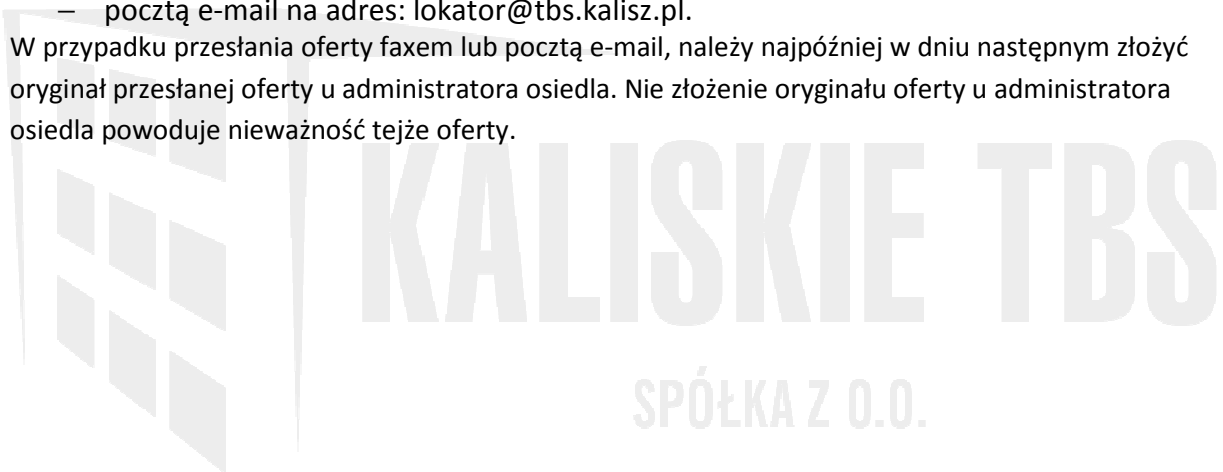 – pocztą e-mail na adres: lokator@tbs.kalisz.pl.
W przypadku przesłania oferty faxem lub pocztą e-mail, należy najpóźniej w dniu następnym złożyć
oryginał przesłanej oferty u administratora osiedla. Nie złożenie oryginału oferty u administratora
osiedla powoduje nieważność tejże oferty.
KALISKIE TBS
SPÓŁKA Z O.O.